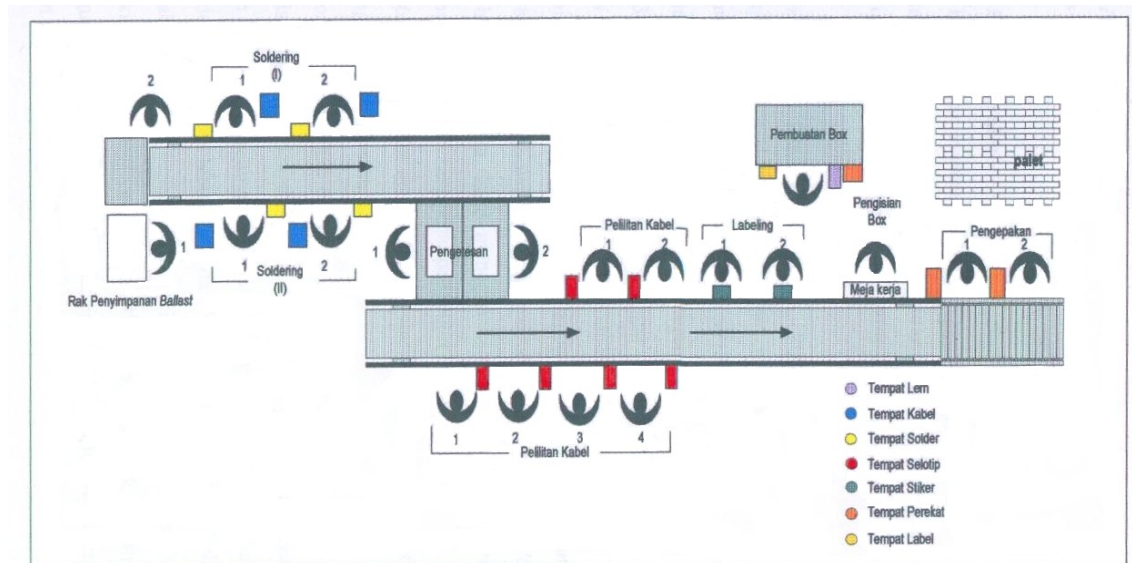 Soldering
(I)
2
1
2
Pembuatan Box
palet
Pengisian
Box
Pelilitan Kabel
Labeling
Pengepakan
1
1
Pengetesan
2
1
2
1
2
1
2
1
2
Soldering
(II)
Rak Penyimpanan Ballast
Meja kerja
1
2
3
4
Pelilitan Kabel
Tempat Lem
Tempat Kabel
Tempat Solder
Tempat Selotip
Tempat Stiker
Tempat Perekat
Tempat Label